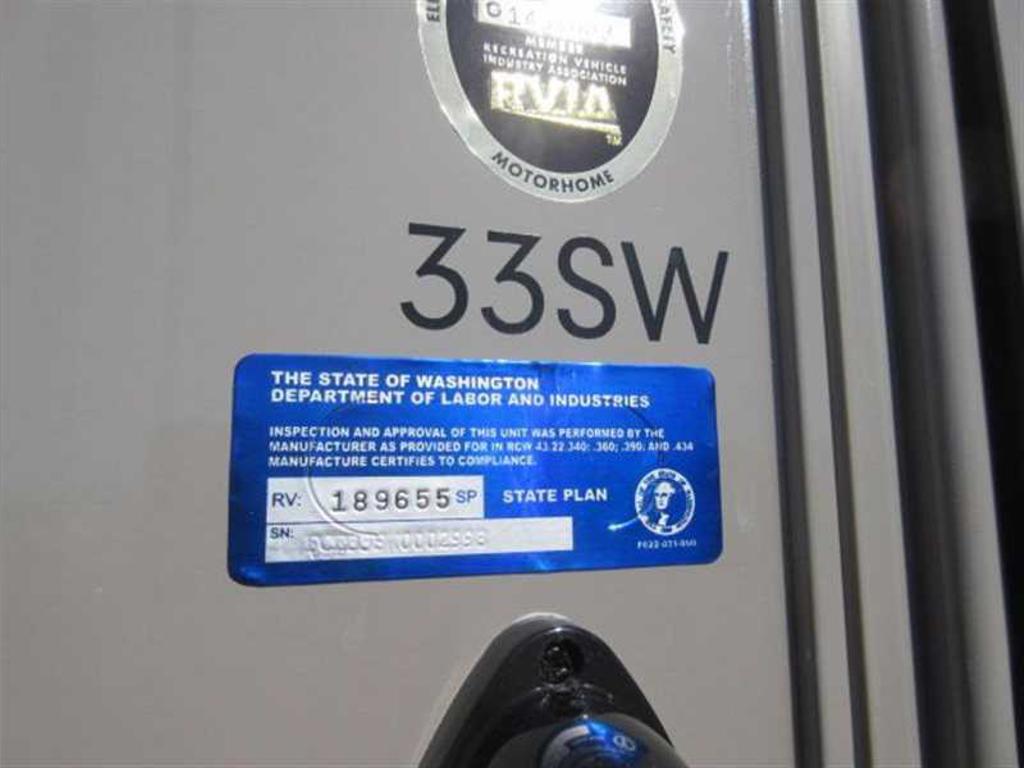 MEMBER
RECREATION VEHICLE
INDUSTRY ASSOCIATION
RVIA
TM
MOTORHOME
33SW
THE STATE OF WASHINGTON
DEPARTMENT OF LABOR AND INDUSTRIES
INSPECTION AND APPROVAL OF THIS UNIT WAS PERFORMED BY THE
MANUFACTURER AS PROVIDED FOR IN RCW 43.22.340; .360; .390; AND .434
MANUFACTURE CERTIFIES TO COMPLIANCE.
RV: 189655 SP STATE PLAN
SN: